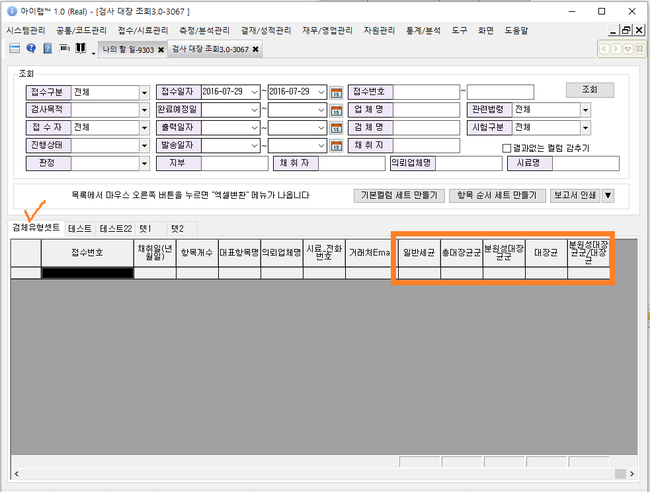 아이랩™ 1.0 (Real) - [검사 대장 조회3.0-3067 ]
시스템관리 공통/코드관리 접수/시료관리 측정/분석관리 결재/성적관리 재무/영업관리 자원관리 통계/분석 도구 창 화면 도움말
나의 할 일-9303 검사 대장 조회3.0-3067
조회
접수구분 전체 접수일자 2016-07-29 ~ 2016-07-29 15 접수번호 ~ 조회
검사목적 완료예정일 ~ 15 업 체 명 관련법령 전체
접 수 자 전체 출력일자 ~ 15 검 체 명 시험구분 전체
진행상태 발송일자 ~ 15 채 취 지 결과없는 컬럼 감추기
판정 지부 채 취 자 의뢰업체명 시료명
목록에서 마우스 오른쪽 버튼을 누르면 "엑셀변환" 메뉴가 나옵니다 기본컬럼 세트 만들기 항목 순서 세트 만들기 보고서 인쇄
검체유형셋트 테스트 테스트22 텟1 텟2
접수번호 채취일(년월일) 항목개수 대표항목명 의뢰업체명 시료_전화번호 거래처Emai 일반세균 총대장균군 분원성대장균군 대장균 분원성대장균군/대장균